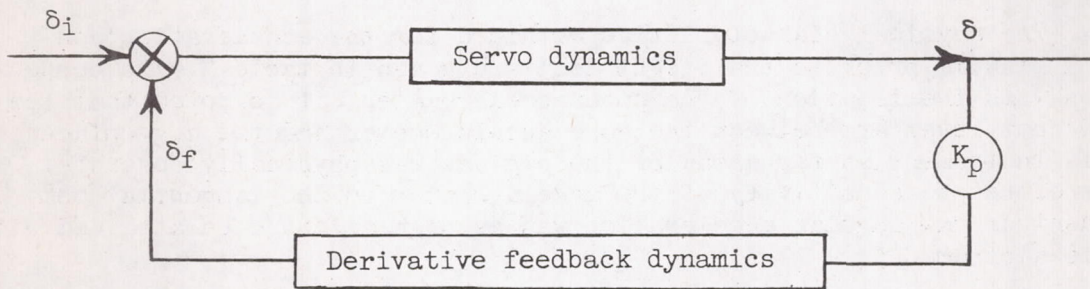 δi
Servo dynamics
δ
δf
Kp
Derivative feedback dynamics